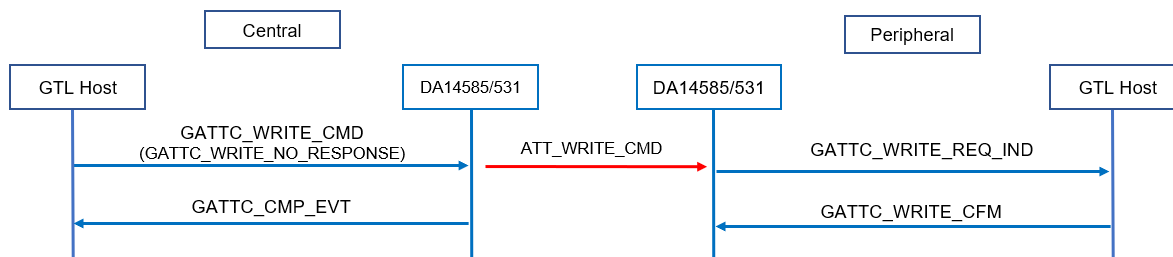 Central
Peripheral
GTL Host
DA14585/531
DA14585/531
GTL Host
GATTC_WRITE_CMD
(GATTC_WRITE_NO_RESPONSE)
ATT_WRITE_CMD
GATTC_WRITE_REQ_IND
GATTC_CMP_EVT
GATTC_WRITE_CFM